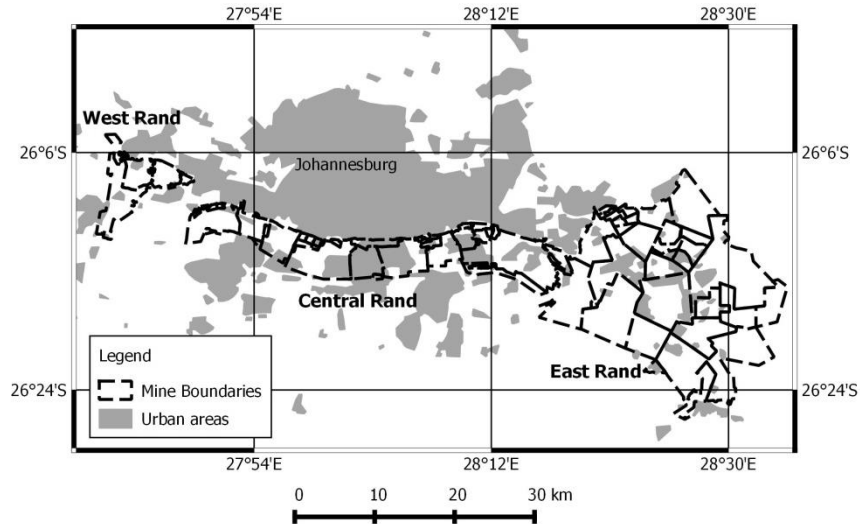 27°54'E 28°12'E 28°30'E
West Rand
26°6'S 26°6'S
Johannesburg
Central Rand
Legend
Mine Boundaries
East Rand
26°24'S 26°24'S
Urban areas
27°54'E 28°12'E 28°30'E
0 10 20 30 km